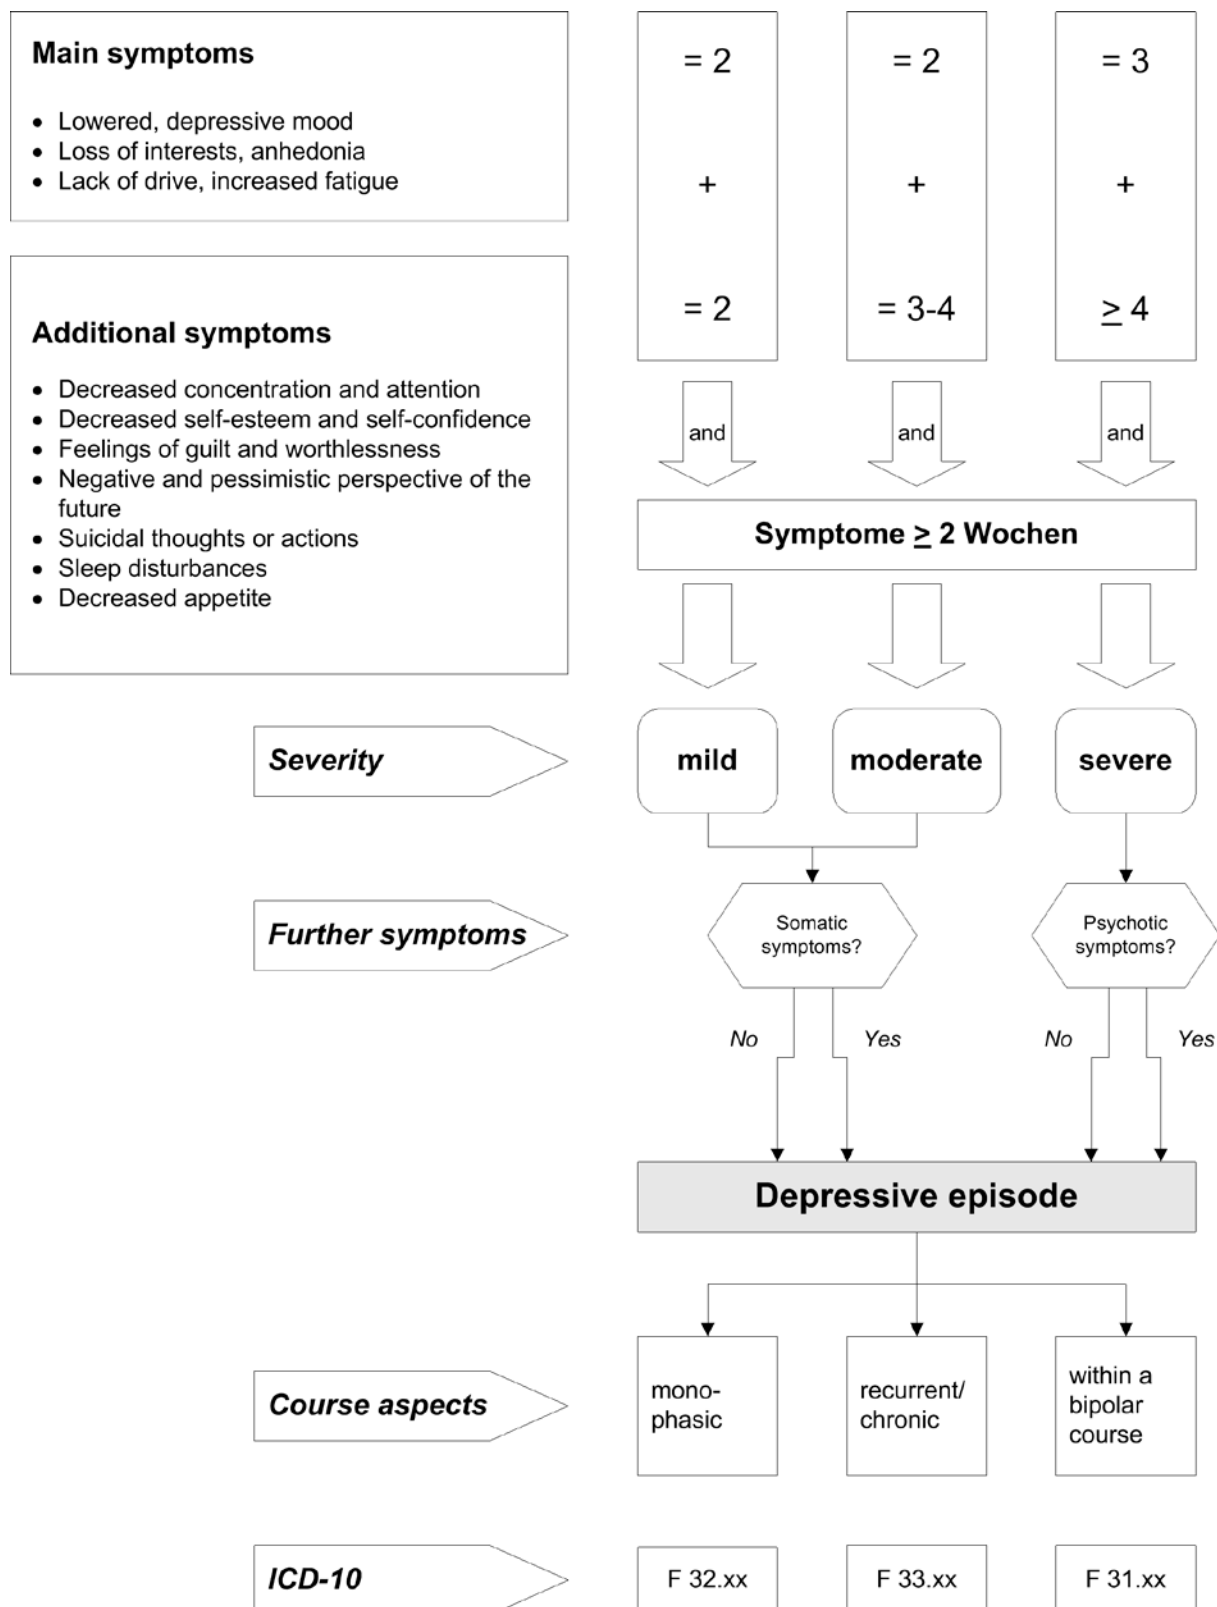 Main symptoms
• Lowered, depressive mood
• Loss of interests, anhedonia
• Lack of drive, increased fatigue
= 2
= 2
= 3
+
+
+
= 2
= 3-4
≥ 4
Additional symptoms
• Decreased concentration and attention
• Decreased self-esteem and self-confidence
• Feelings of guilt and worthlessness
• Negative and pessimistic perspective of the
future
• Suicidal thoughts or actions
• Sleep disturbances
• Decreased appetite
and
and
and
Symptome ≥ 2 Wochen
Severity
mild
moderate
severe
Further symptoms
Somatic
symptoms?
Psychotic
symptoms?
No
Yes
No
Yes
Depressive episode
Course aspects
mono-
phasic
recurrent/
chronic
within a
bipolar
course
ICD-10
F 32.xx
F 33.xx
F 31.xx